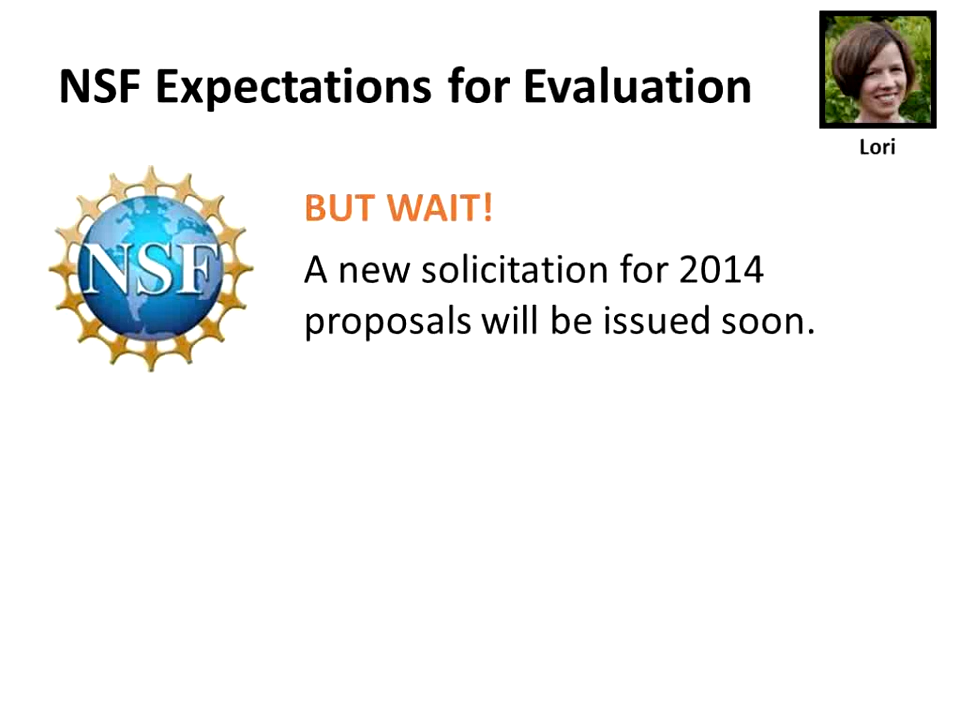 NSF Expectations for Evaluation
Lori
NSF
BUT WAIT!
A new solicitation for 2014
proposals will be issued soon.